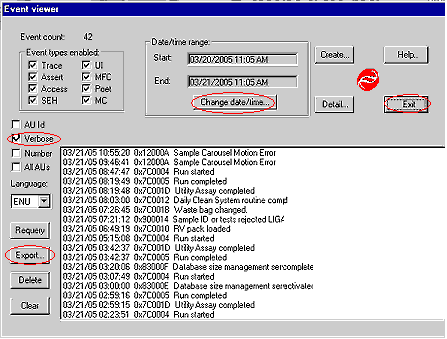 Event viewer
Event count: 42
Event types enabled:
Trace UI
Assert MFC
Access Poet
SEH MC
Date/time range:
Start: 03/20/2005 11:05 AM
End: 03/21/2005 11:05 AM
Change date/time...
Create... Help...
Detail... Exit
AU Id
Verbose
Number
All AUs
Language:
ENU
Requery
Export...
Delete
Clear
03/21/05 10:55:20 0x12000A Sample Carousel Motion Error
03/21/05 09:46:41 0x12000A Sample Carousel Motion Error
03/21/05 08:47:47 0x7C0004 Run started
03/21/05 08:19:49 0x7C0005 Run completed
03/21/05 08:19:48 0x7C001D Utility Assay completed
03/21/05 08:03:00 0x7C0012 Daily Clean System routine comp
03/21/05 07:28:45 0x7C0018 Waste bag changed.
03/21/05 07:21:12 0x900014 Sample ID or tests rejected LIGA
03/21/05 06:49:19 0x7C0010 RV pack loaded
03/21/05 05:15:08 0x7C0004 Run started
03/21/05 03:42:37 0x7C001D Utility Assay completed
03/21/05 03:42:37 0x7C0005 Run completed
03/21/05 03:20:06 0x83000F Database size management sercomplete
03/21/05 03:07:49 0x7C0004 Run started
03/21/05 03:00:00 0x83000E Database size management serectivatec
03/21/05 02:59:16 0x7C0005 Run completed
03/21/05 02:59:15 0x7C001D Utility Assay completed
03/21/05 02:23:51 0x7C0004 Run started